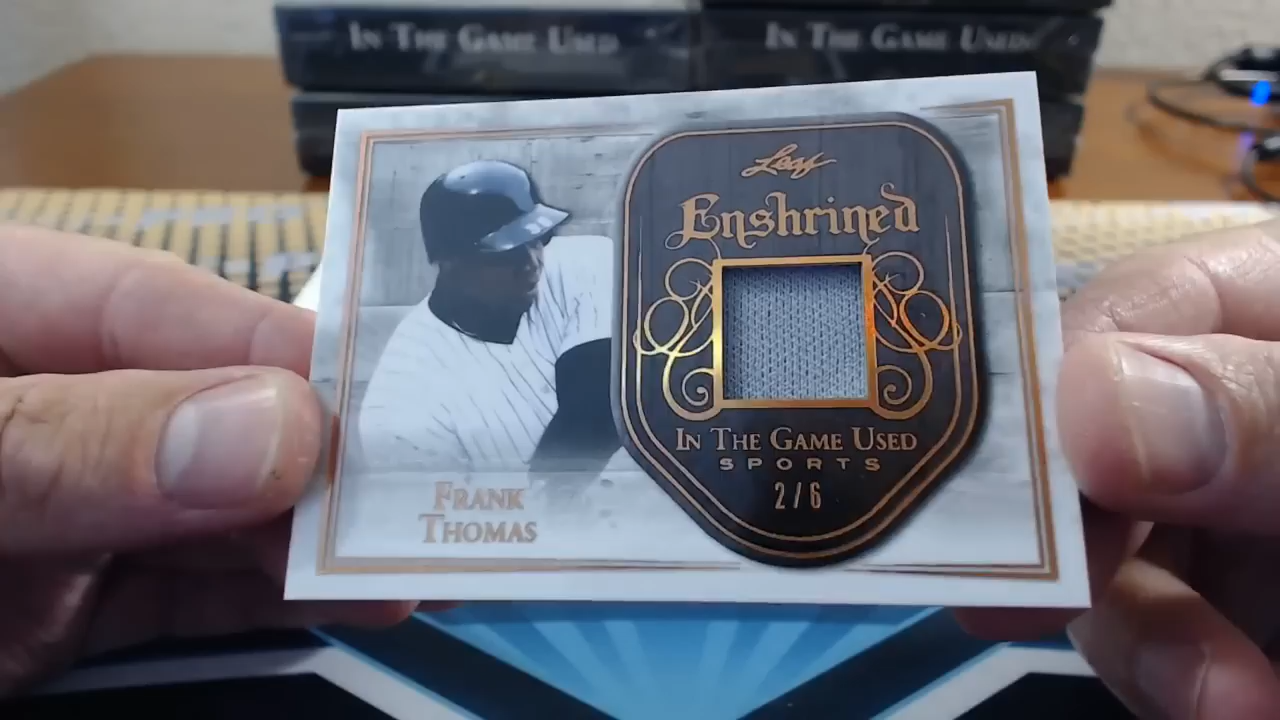 IN THE GAME USED
IN THE GAME USED
Leaf
Enshrined
IN THE GAME USED
SPORTS
2/6
FRANK
THOMAS